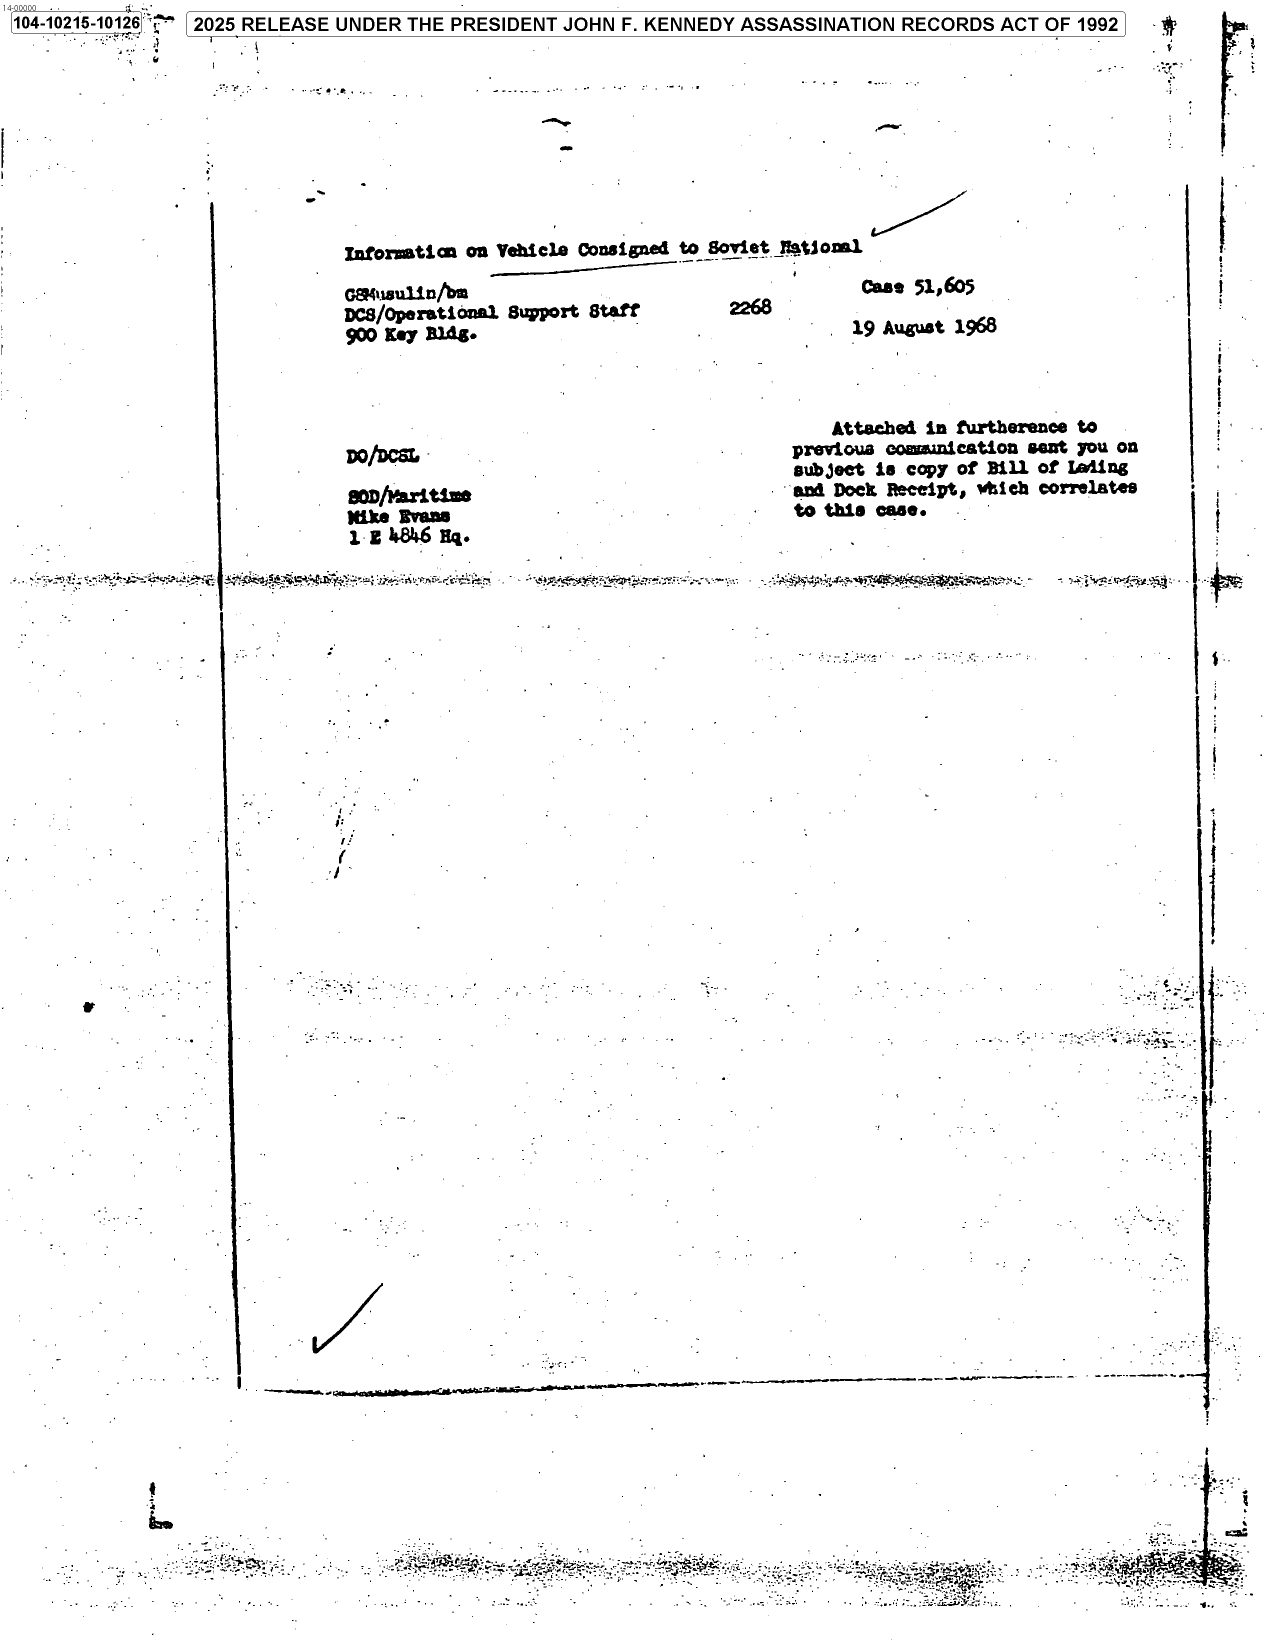 14-00000
104-10215-10126
2025 RELEASE UNDER THE PRESIDENT JOHN F. KENNEDY ASSASSINATION RECORDS ACT OF 1992
Information on Vehicle Consigned to Soviet National
Case 51,605
GSMusulin/bm
DCS/Operational Support Staff 2268
900 Key Bldg.
19 August 1968
Attached in furtherence to
previous communication sent you on
subject is copy of Bill of Lading
and Dock Receipt, which correlates
to this case.
DO/DCSL
SOD/Maritime
Mike Evans
1 E 4846 Hq.